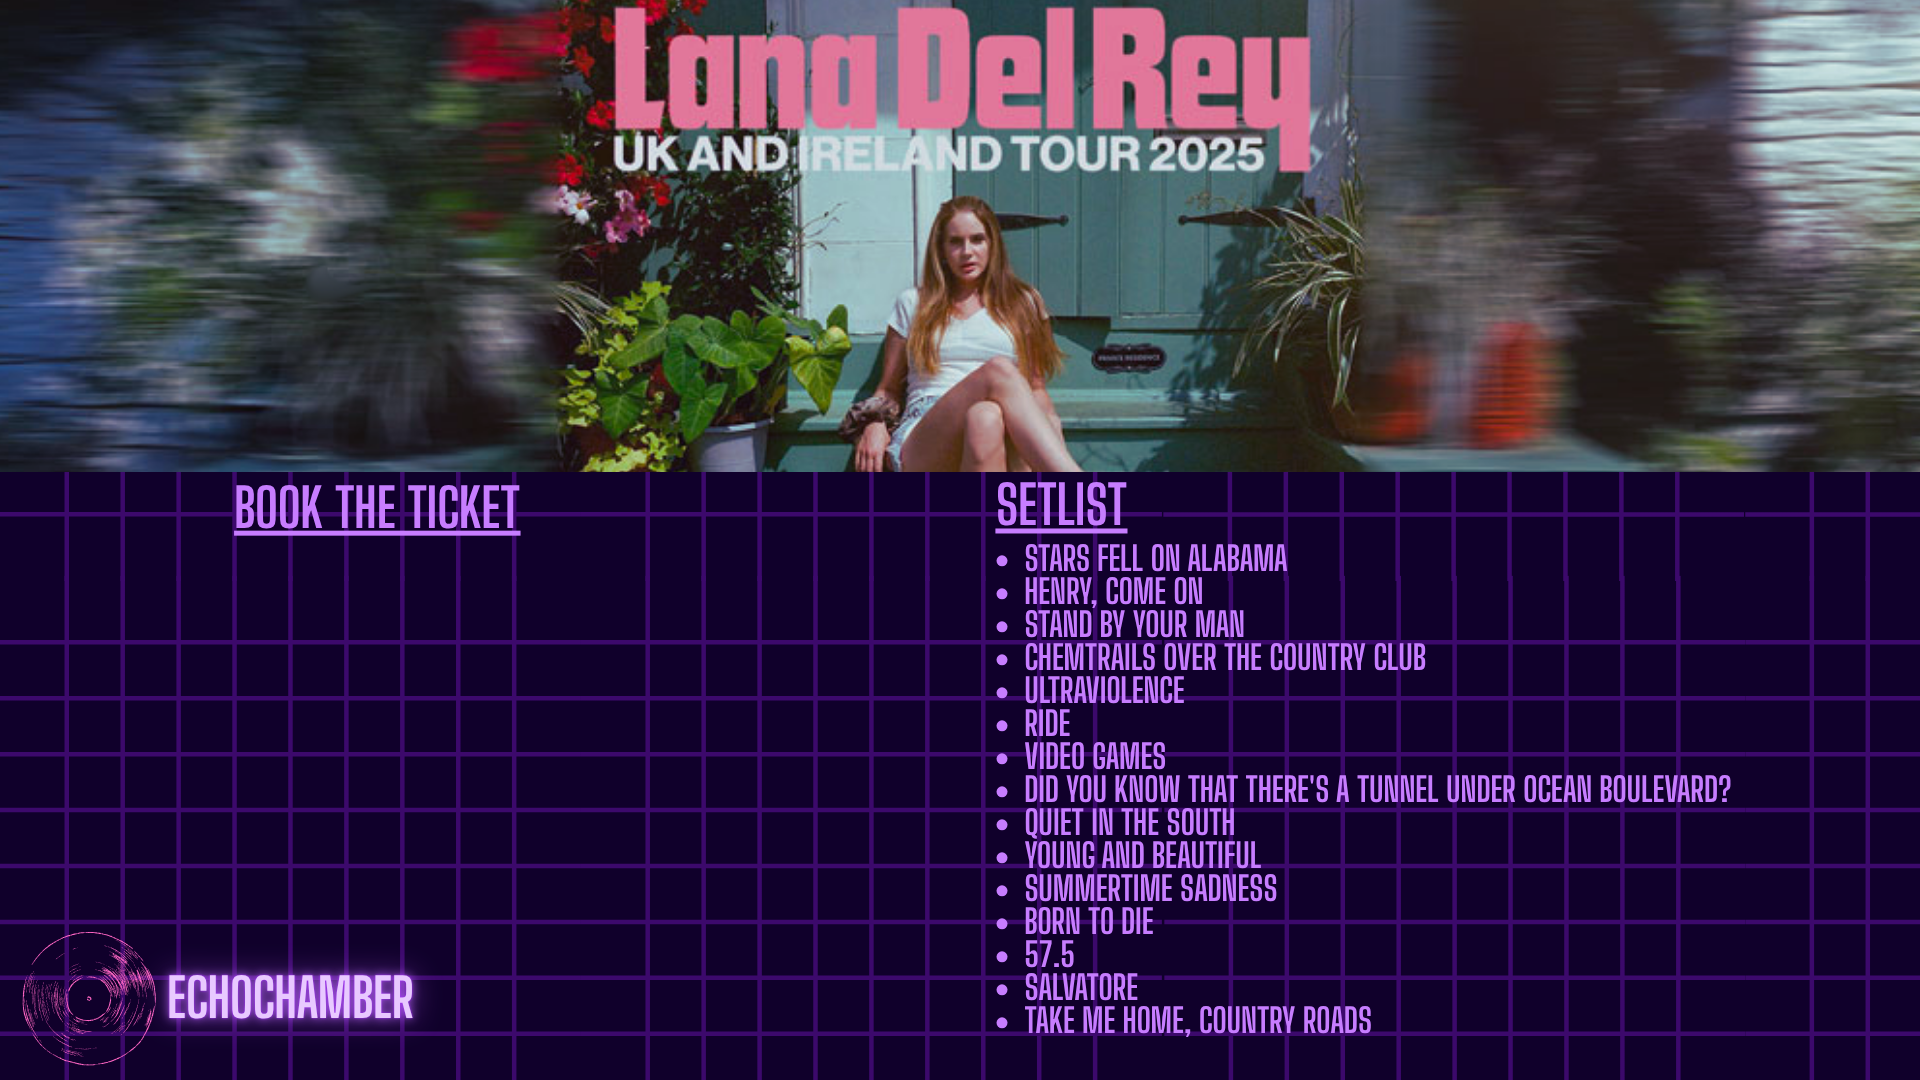 Lana Del Rey
UK AND IRELAND TOUR 2025
PRIVATE RESIDENCE
BOOK THE TICKET
SETLIST
• STARS FELL ON ALABAMA
• HENRY, COME ON
• STAND BY YOUR MAN
• CHEMTRAILS OVER THE COUNTRY CLUB
• ULTRAVIOLENCE
• RIDE
• VIDEO GAMES
• DID YOU KNOW THAT THERE'S A TUNNEL UNDER OCEAN BOULEVARD?
• QUIET IN THE SOUTH
• YOUNG AND BEAUTIFUL
• SUMMERTIME SADNESS
• BORN TO DIE
• 57.5
• SALVATORE
• TAKE ME HOME, COUNTRY ROADS
ECHOCHAMBER